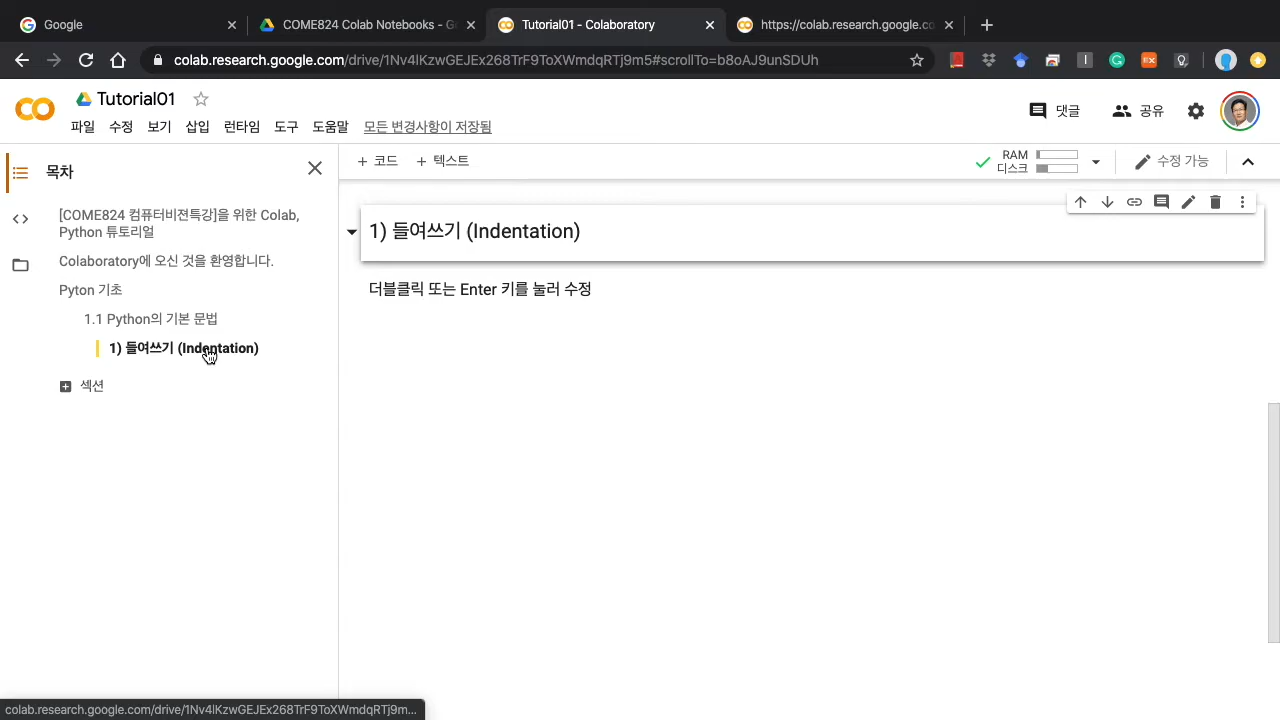 Google
COME824 Colab Notebooks - Go
Tutorial01 - Colaboratory
https://colab.research.google.co
colab.research.google.com/drive/1Nv4lKzwGEJEx268TrF9ToXWmdqRTj9m5#scrollTo=b8oAJ9unSDUh
Tutorial01
파일 수정 보기 삽입 런타임 도구 도움말 모든 변경사항이 저장됨
댓글
공유
목차
+ 코드 + 텍스트
RAM
디스크
수정 가능
[COME824 컴퓨터비젼특강]을 위한 Colab,
Python 튜토리얼
Colaboratory에 오신 것을 환영합니다.
Pyton 기초
1.1 Python의 기본 문법
1) 들여쓰기 (Indentation)
섹션
1) 들여쓰기 (Indentation)
더블클릭 또는 Enter 키를 눌러 수정
colab.research.google.com/drive/1Nv4lKzwGEJEx268TrF9ToXWmdqRTj9m...